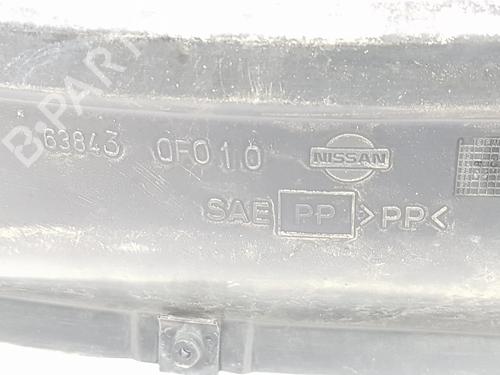 B-PARTS
63843 0F010 NISSAN
SAE PP >PP<